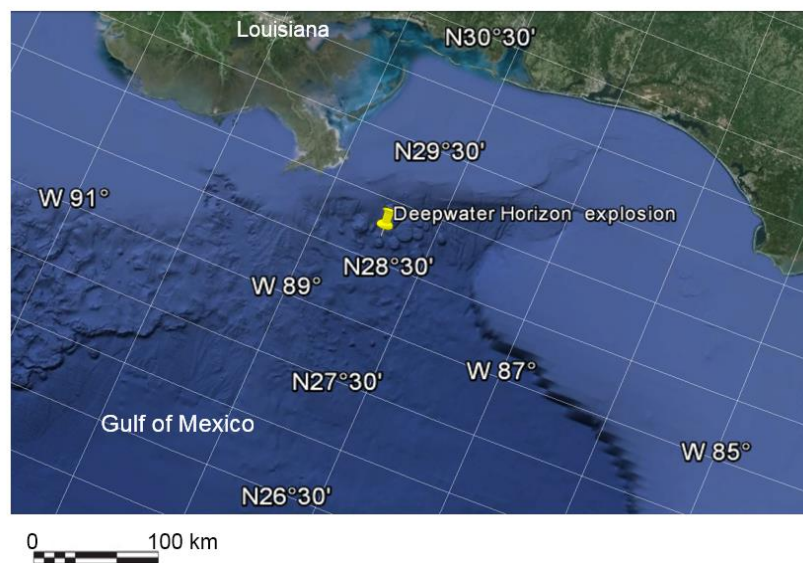 Louisiana
N30°30'
N29°30'
W 91°
Deepwater Horizon explosion
N28°30'
W 89°
N27°30'
W 87°
Gulf of Mexico
W 85°
N26°30'
0 100 km